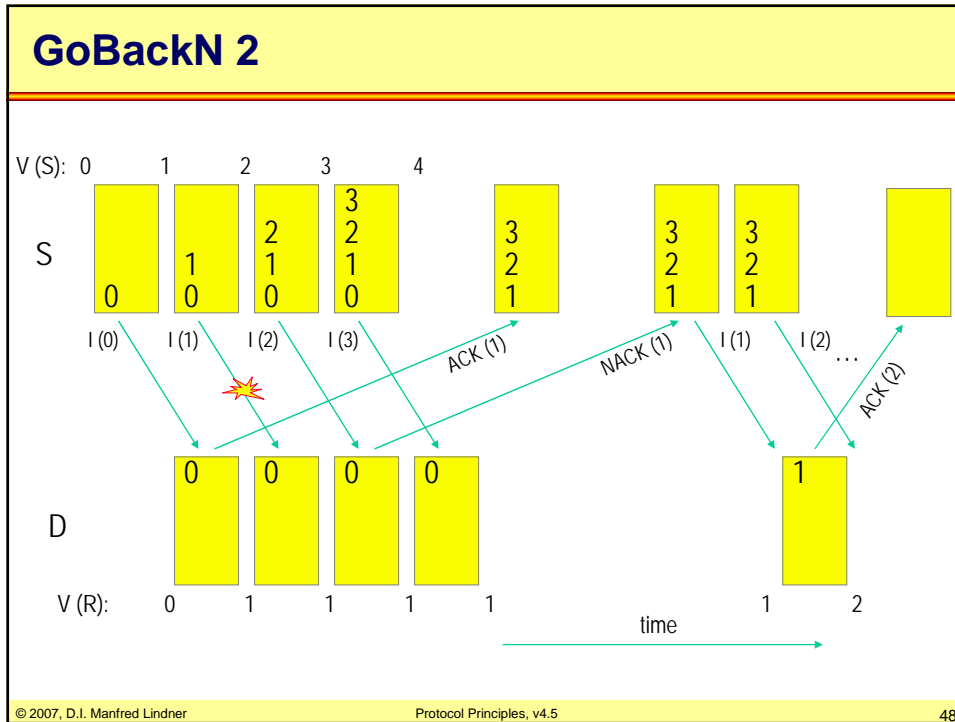 GoBackN 2
V (S): 0 1 2 3 4
S
0
1
0
2
1
0
3
2
1
0
3
2
1
3
2
1
3
2
1
I (0) I (1) I (2) I (3) ACK (1) NACK (1) I (1) I (2) ... ACK (2)
D
0 0 0 0 1
V (R): 0 1 1 1 1 1 2
time
© 2007, D.I. Manfred Lindner Protocol Principles, v4.5 48